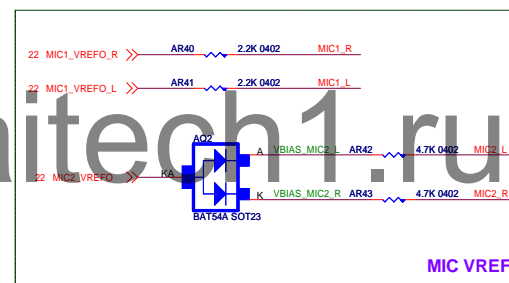 22 MIC1_VREFO_R AR40 2.2K 0402 MIC1_R
22 MIC1_VREFO_L AR41 2.2K 0402 MIC1_L
AQ2
A VBIAS_MIC2_L AR42 4.7K 0402 MIC2_L
22 MIC2_VREFO KA
K VBIAS_MIC2_R AR43 4.7K 0402 MIC2_R
BAT54A SOT23
MIC VREF
hitech1.ru